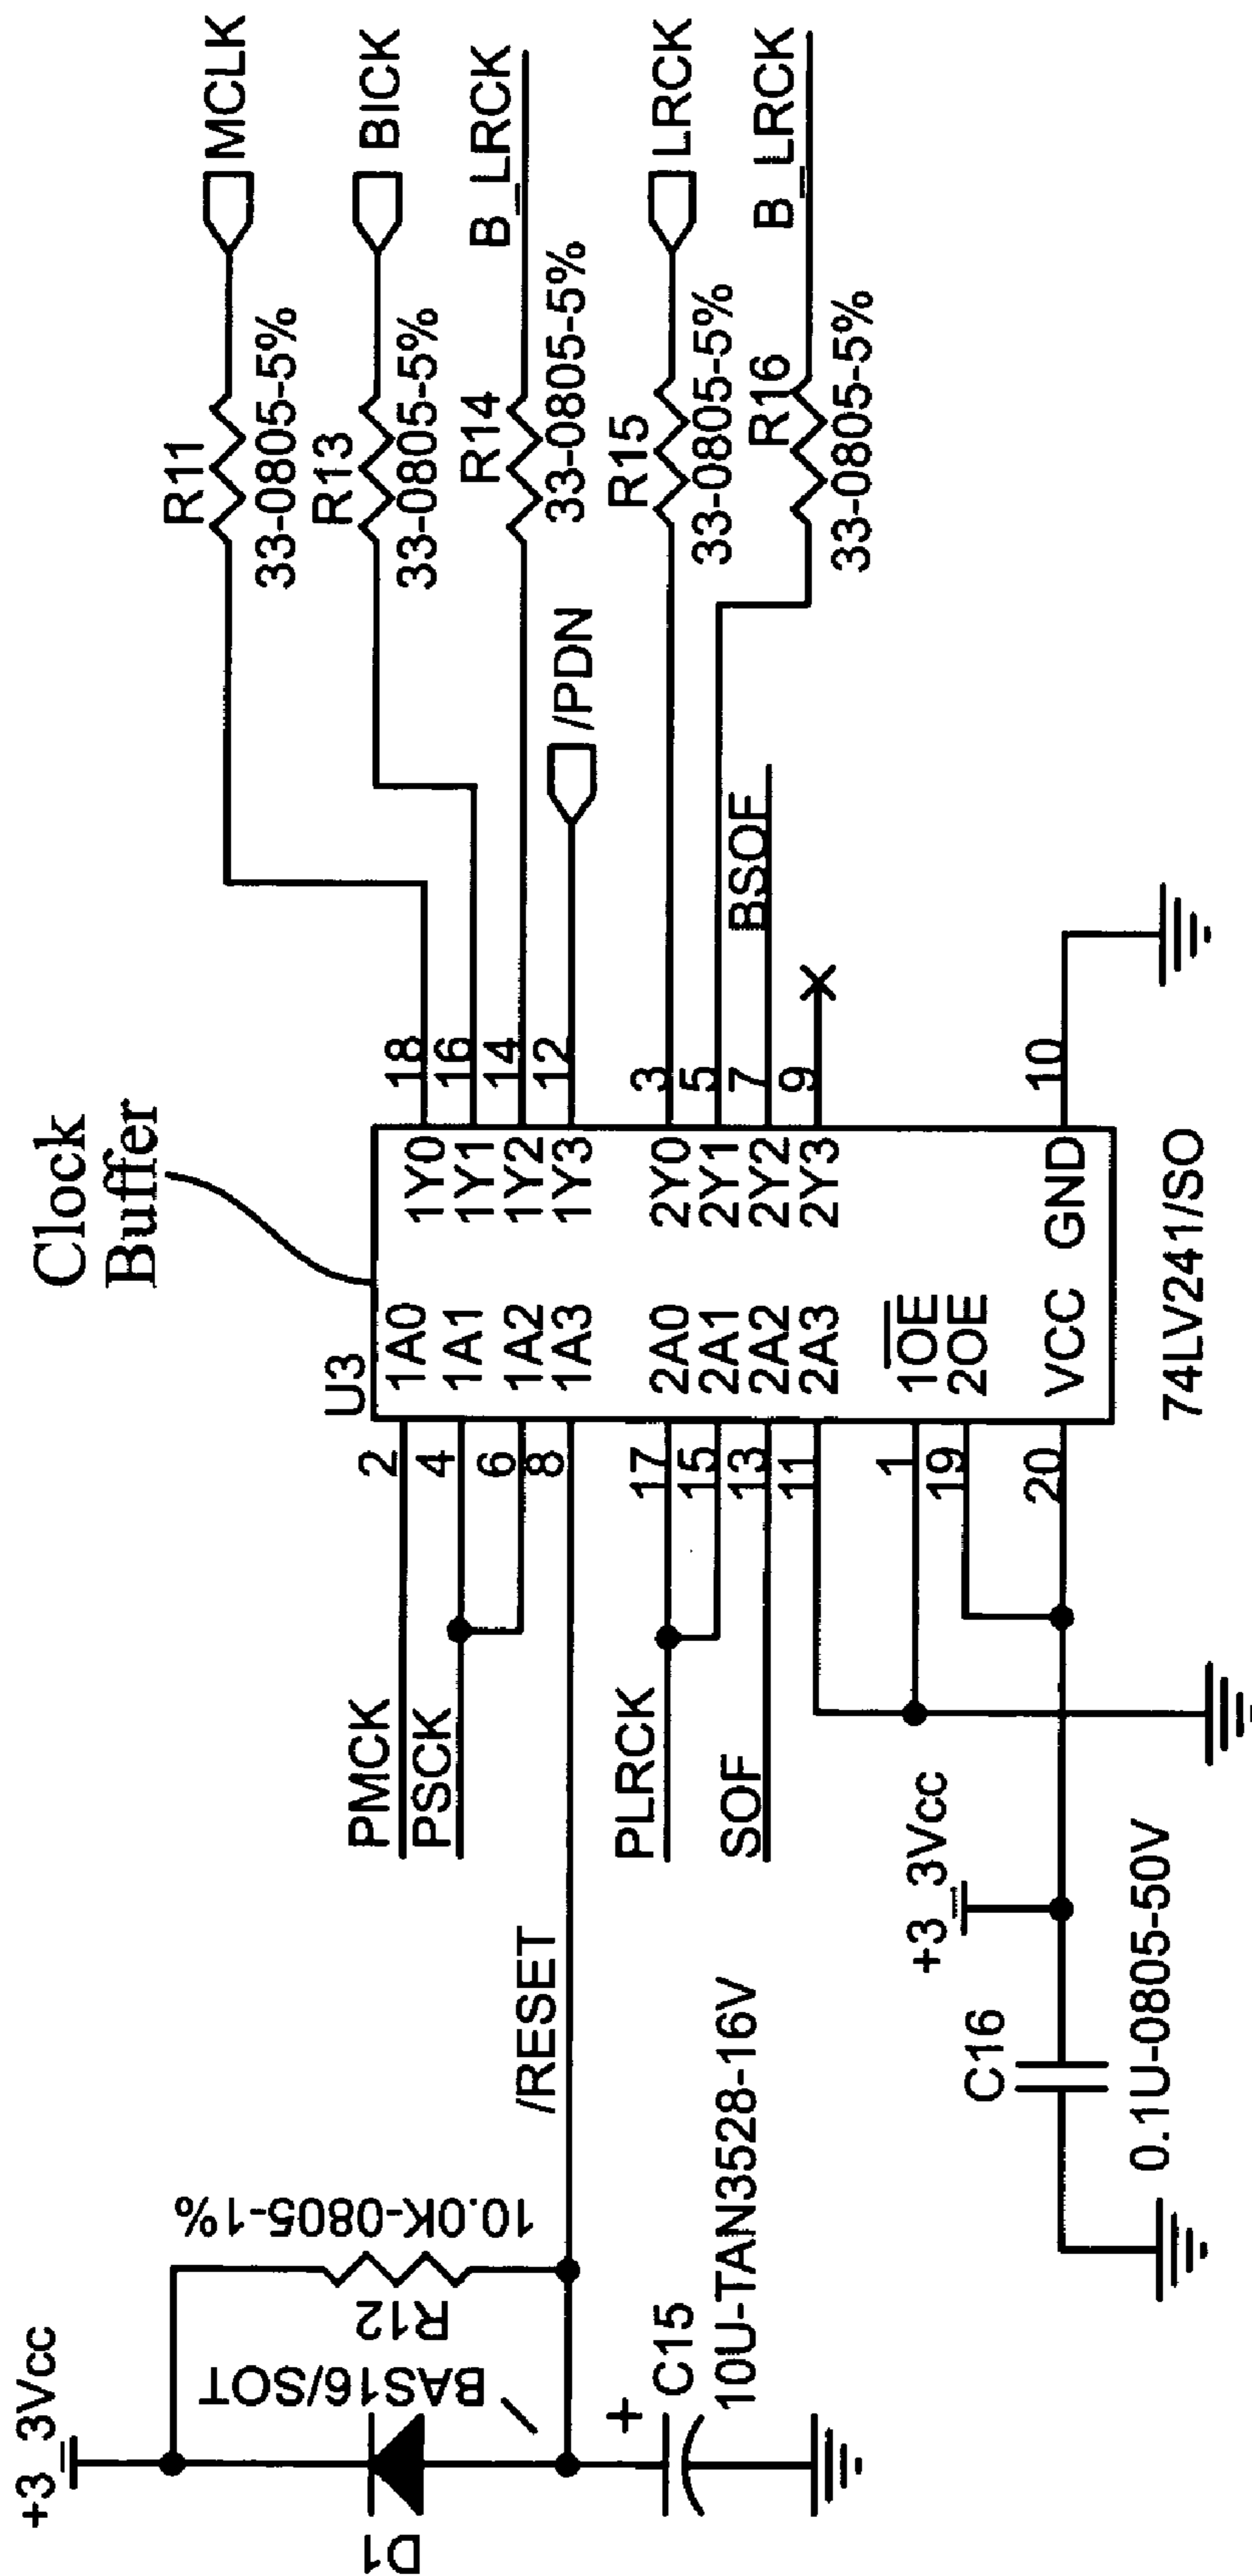 Clock
Buffer
U3
1A0
1A1
1A2
1A3
2A0
2A1
2A2
2A3
1OE
2OE
VCC
1Y0
1Y1
1Y2
1Y3
2Y0
2Y1
2Y2
2Y3
GND
74LV241/SO
2
4
6
8
17
15
13
11
1
19
20
18
16
14
12
3
5
7
9
10
PMCK
PSCK
/RESET
PLRCK
SOF
+3_3Vcc
C16
0.1U-0805-50V
+3_3Vcc
R12
10.0K-0805-1%
D1
BAS16/SOT
+
C15
10U-TAN3528-16V
R11
33-0805-5%
MCLK
R13
33-0805-5%
BICK
R14
33-0805-5%
B_LRCK
/PDN
R15
33-0805-5%
LRCK
R16
33-0805-5%
B_LRCK
BSOF